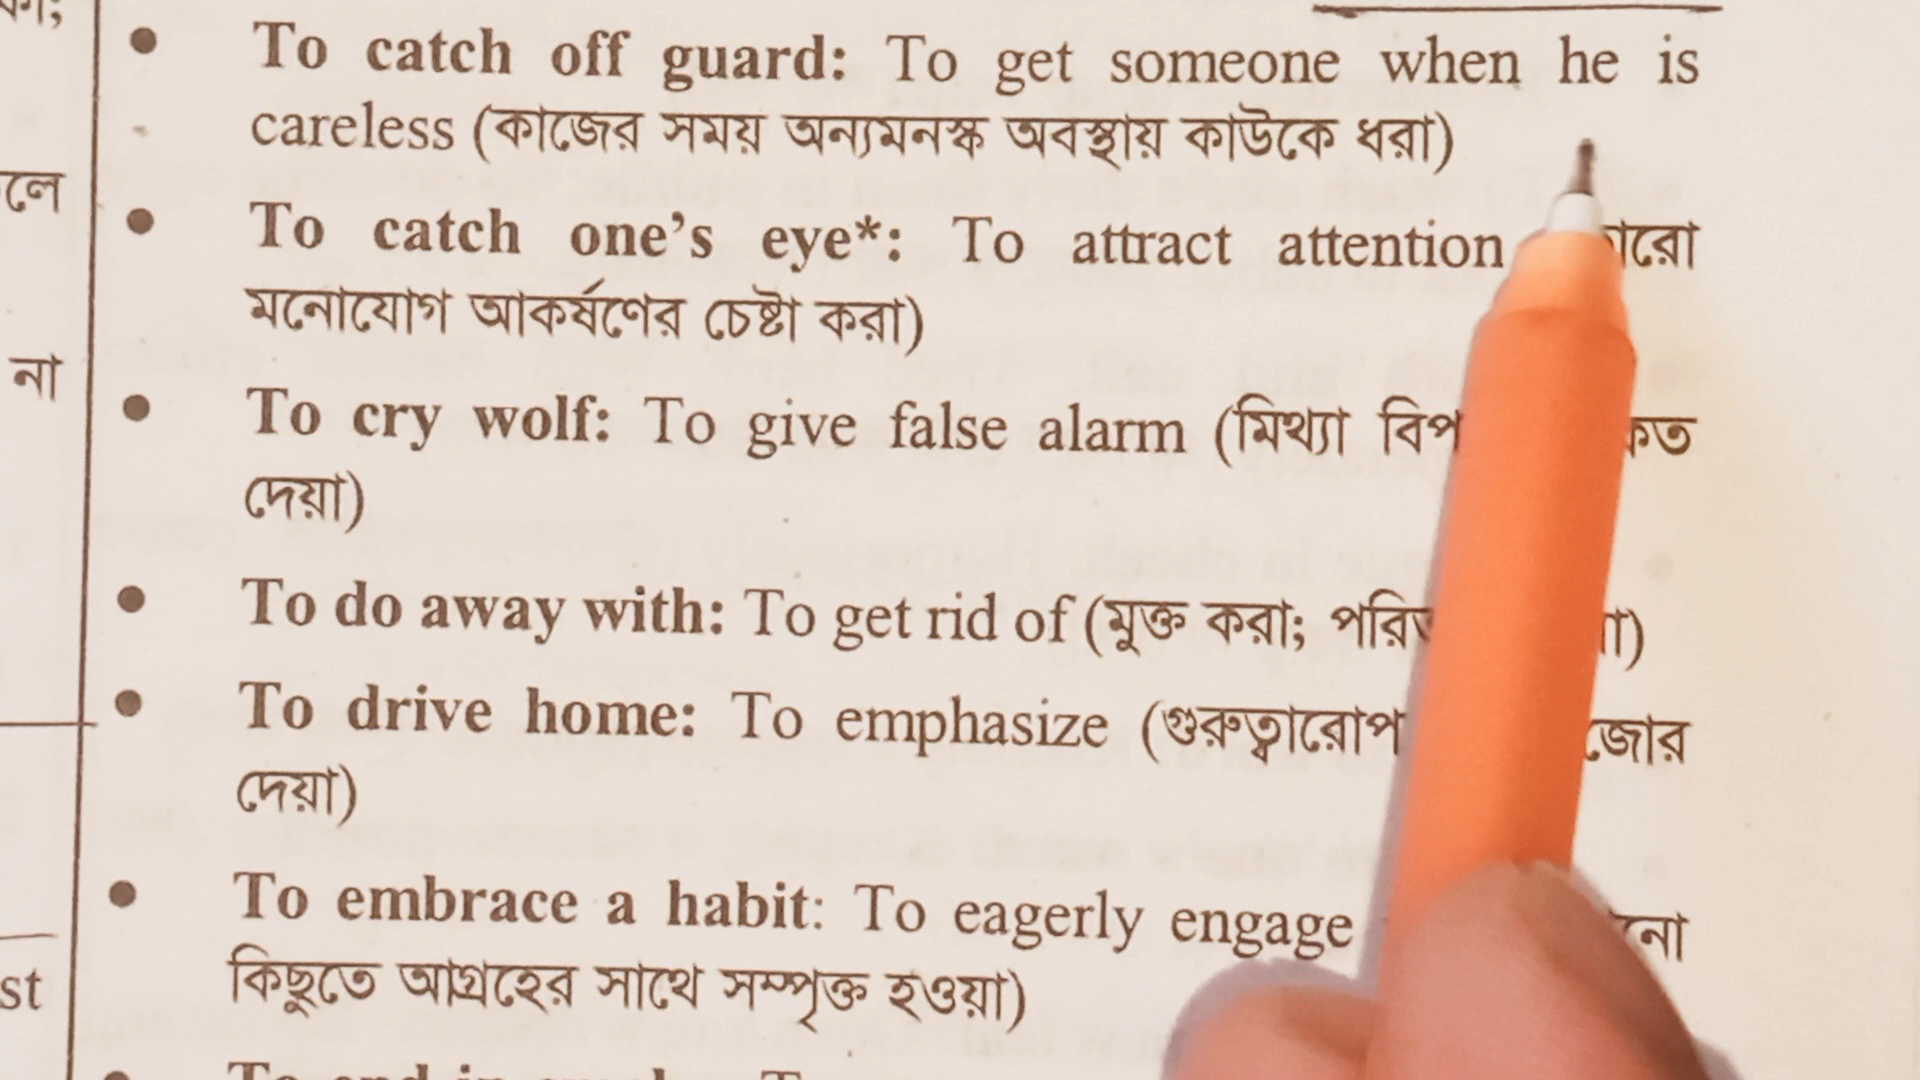 কা;
To catch off guard: To get someone when he is
careless (কাজের সময় অন্যমনস্ক অবস্থায় কাউকে ধরা)
লে
To catch one's eye*: To attract attention
মনোযোগ আকর্ষণের চেষ্টা করা)
না
To cry wolf: To give false alarm (মিথ্যা
দেয়া)
To do away with: To get rid of (মুক্ত করা;
To drive home: To emphasize ( জোর
দেয়া)
To embrace a habit: To eagerly engage
কিছুতে আগ্রহের সাথে সম্পৃক্ত হওয়া)
st